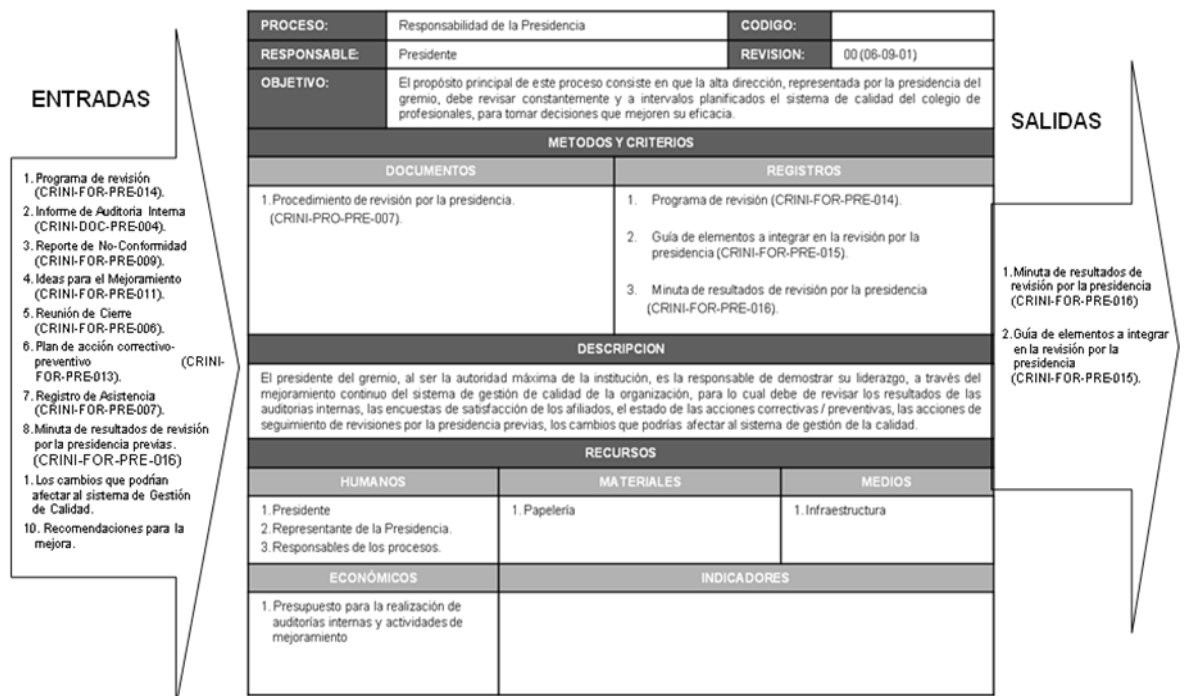 ENTRADAS
1. Programa de revisión
(CRINI-FOR-PRE-014).
2. Informe de Auditoria Interna
(CRINI-DOC-PRE-004).
3. Reporte de No-Conformidad
(CRINI-FOR-PRE-009).
4. Ideas para el Mejoramiento
(CRINI-FOR-PRE-011).
5. Reunión de Cierre
(CRINI-FOR-PRE-006).
6. Plan de acción correctivo-
preventivo (CRINI-
FOR-PRE-013).
7. Registro de Asistencia
(CRINI-FOR-PRE-007).
8. Minuta de resultados de revisión
por la presidencia previas.
(CRINI-FOR-PRE-016)
1. Los cambios que podrían
afectar al sistema de Gestión
de Calidad.
10. Recomendaciones para la
mejora.
PROCESO: Responsabilidad de la Presidencia CODIGO:
RESPONSABLE: Presidente REVISION: 00 (06-09-01)
OBJETIVO: El propósito principal de este proceso consiste en que la alta dirección, representada por la presidencia del
gremio, debe revisar constantemente y a intervalos planificados el sistema de calidad del colegio de
profesionales, para tomar decisiones que mejoren su eficacia.
METODOS Y CRITERIOS
DOCUMENTOS REGISTROS
1. Procedimiento de revisión por la presidencia.
(CRINI-PRO-PRE-007).
1. Programa de revisión (CRINI-FOR-PRE-014).
2. Guía de elementos a integrar en la revisión por la
presidencia (CRINI-FOR-PRE-015).
3. Minuta de resultados de revisión por la presidencia
(CRINI-FOR-PRE-016).
DESCRIPCION
El presidente del gremio, al ser la autoridad máxima de la institución, es la responsable de demostrar su liderazgo, a través del
mejoramiento continuo del sistema de gestión de calidad de la organización, para lo cual debe de revisar los resultados de las
auditorias internas, las encuestas de satisfacción de los afiliados, el estado de las acciones correctivas / preventivas, las acciones de
seguimiento de revisiones por la presidencia previas, los cambios que podrías afectar al sistema de gestión de la calidad.
RECURSOS
HUMANOS MATERIALES MEDIOS
1. Presidente
2. Representante de la Presidencia.
3. Responsables de los procesos.
1. Papelería
1. Infraestructura
ECONÓMICOS INDICADORES
1. Presupuesto para la realización de
auditorías internas y actividades de
mejoramiento
SALIDAS
1. Minuta de resultados de
revisión por la presidencia
(CRINI-FOR-PRE-016)
2. Guía de elementos a integrar
en la revisión por la
presidencia
(CRINI-FOR-PRE-015).